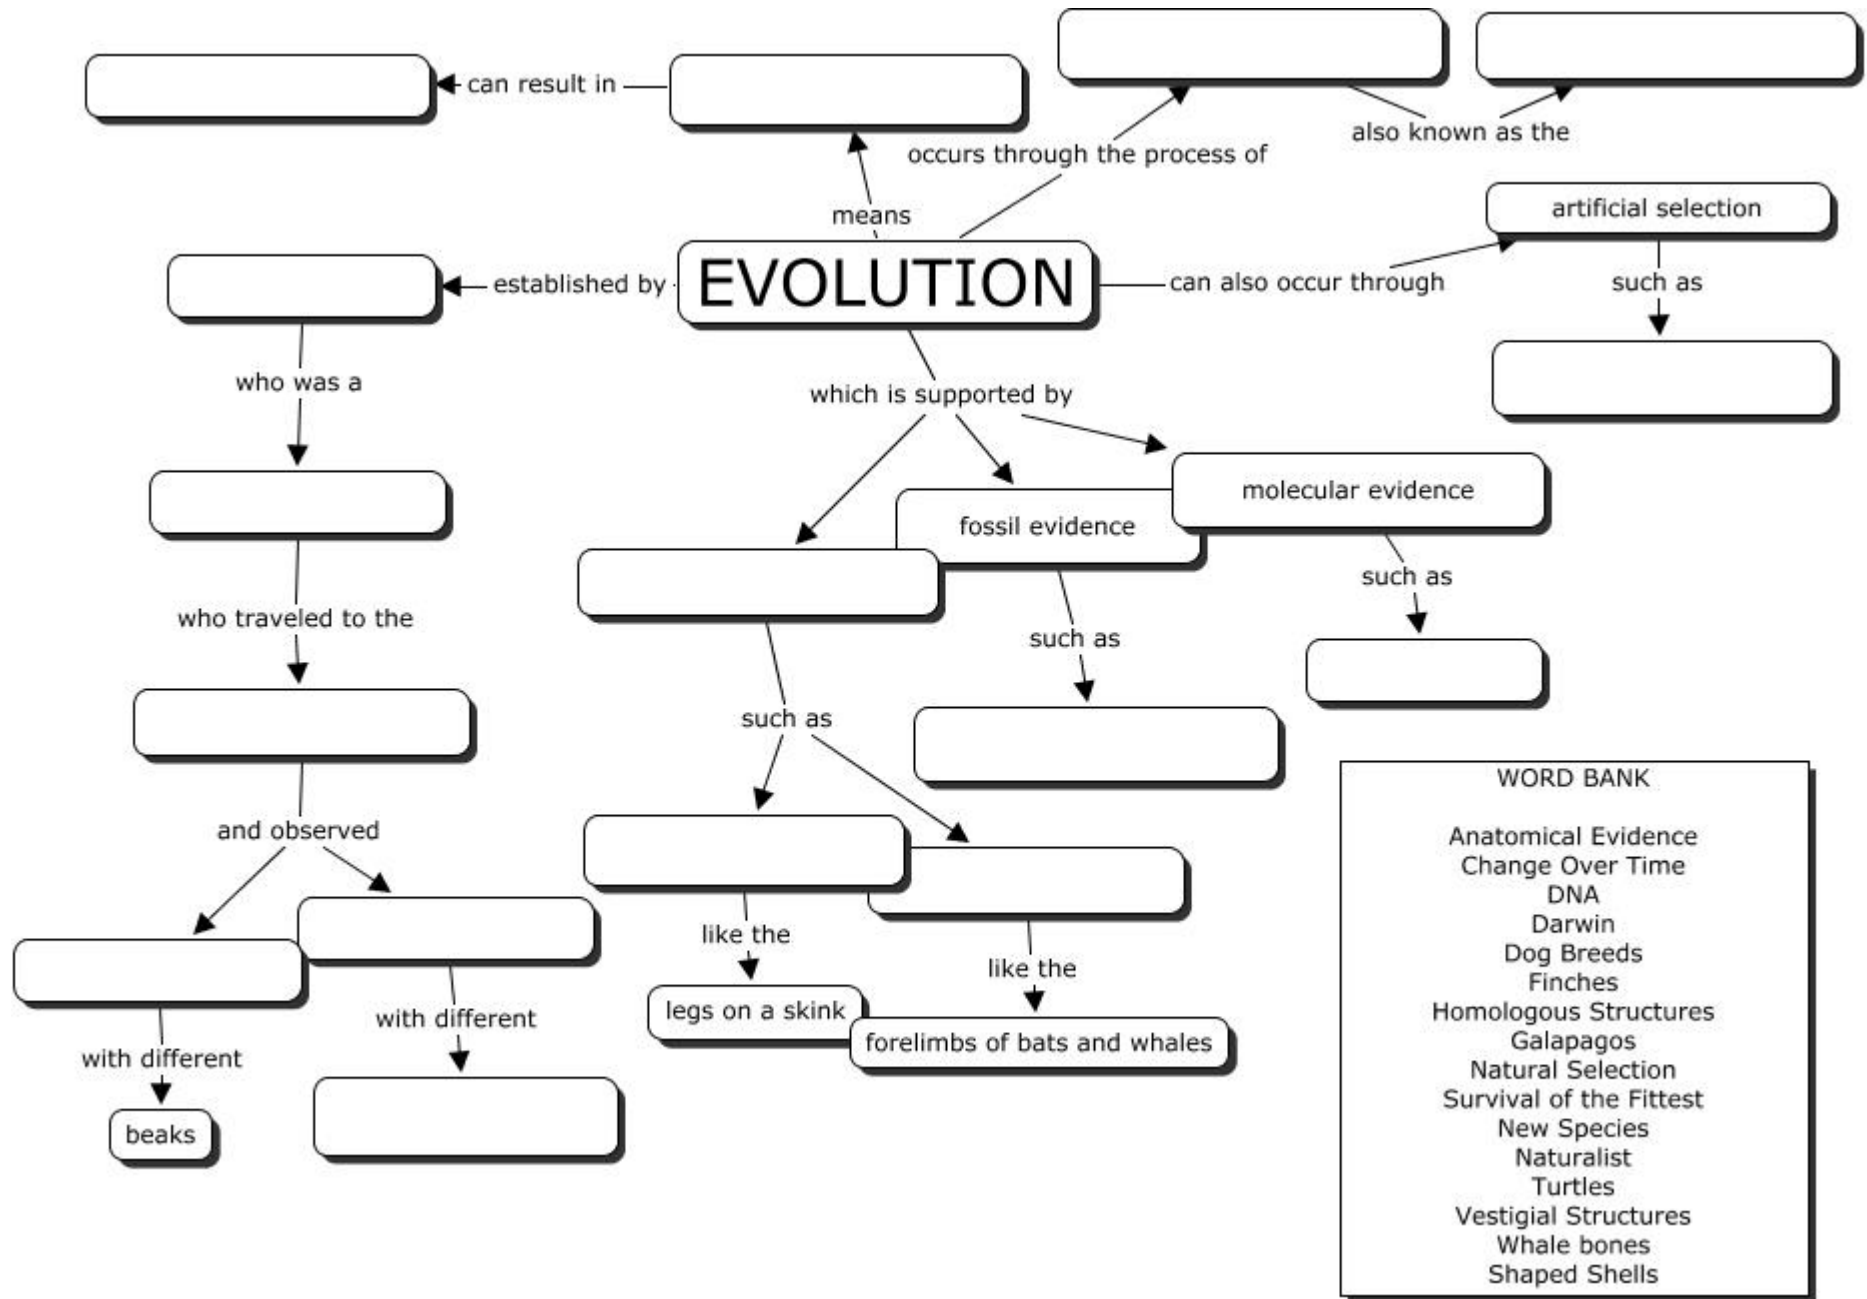 can result in
also known as the
occurs through the process of
artificial selection
means
EVOLUTION
established by
can also occur through
such as
who was a
which is supported by
molecular evidence
fossil evidence
such as
who traveled to the
such as
such as
and observed
like the
like the
legs on a skink
with different
forelimbs of bats and whales
with different
beaks
WORD BANK
Anatomical Evidence
Change Over Time
DNA
Darwin
Dog Breeds
Finches
Homologous Structures
Galapagos
Natural Selection
Survival of the Fittest
New Species
Naturalist
Turtles
Vestigial Structures
Whale bones
Shaped Shells